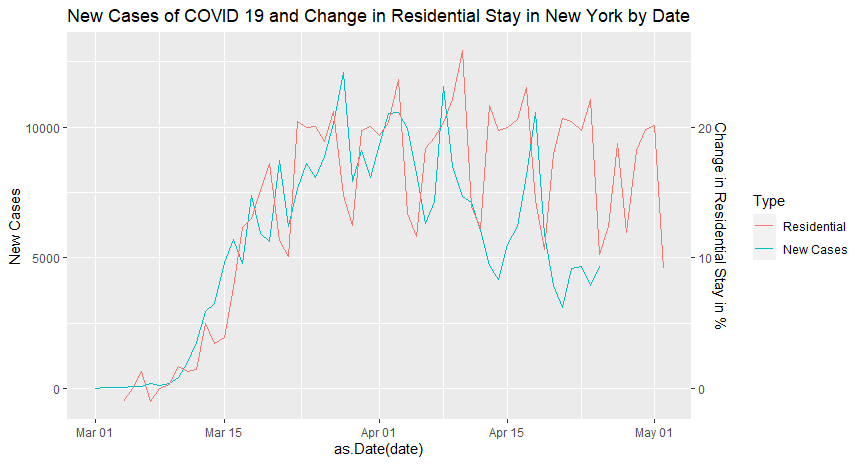 New Cases of COVID 19 and Change in Residential Stay in New York by Date
New Cases
10000
5000
0
20
10
0
Change in Residential Stay in %
Mar 01
Mar 15
Apr 01
Apr 15
May 01
as.Date(date)
Type
Residential
New Cases